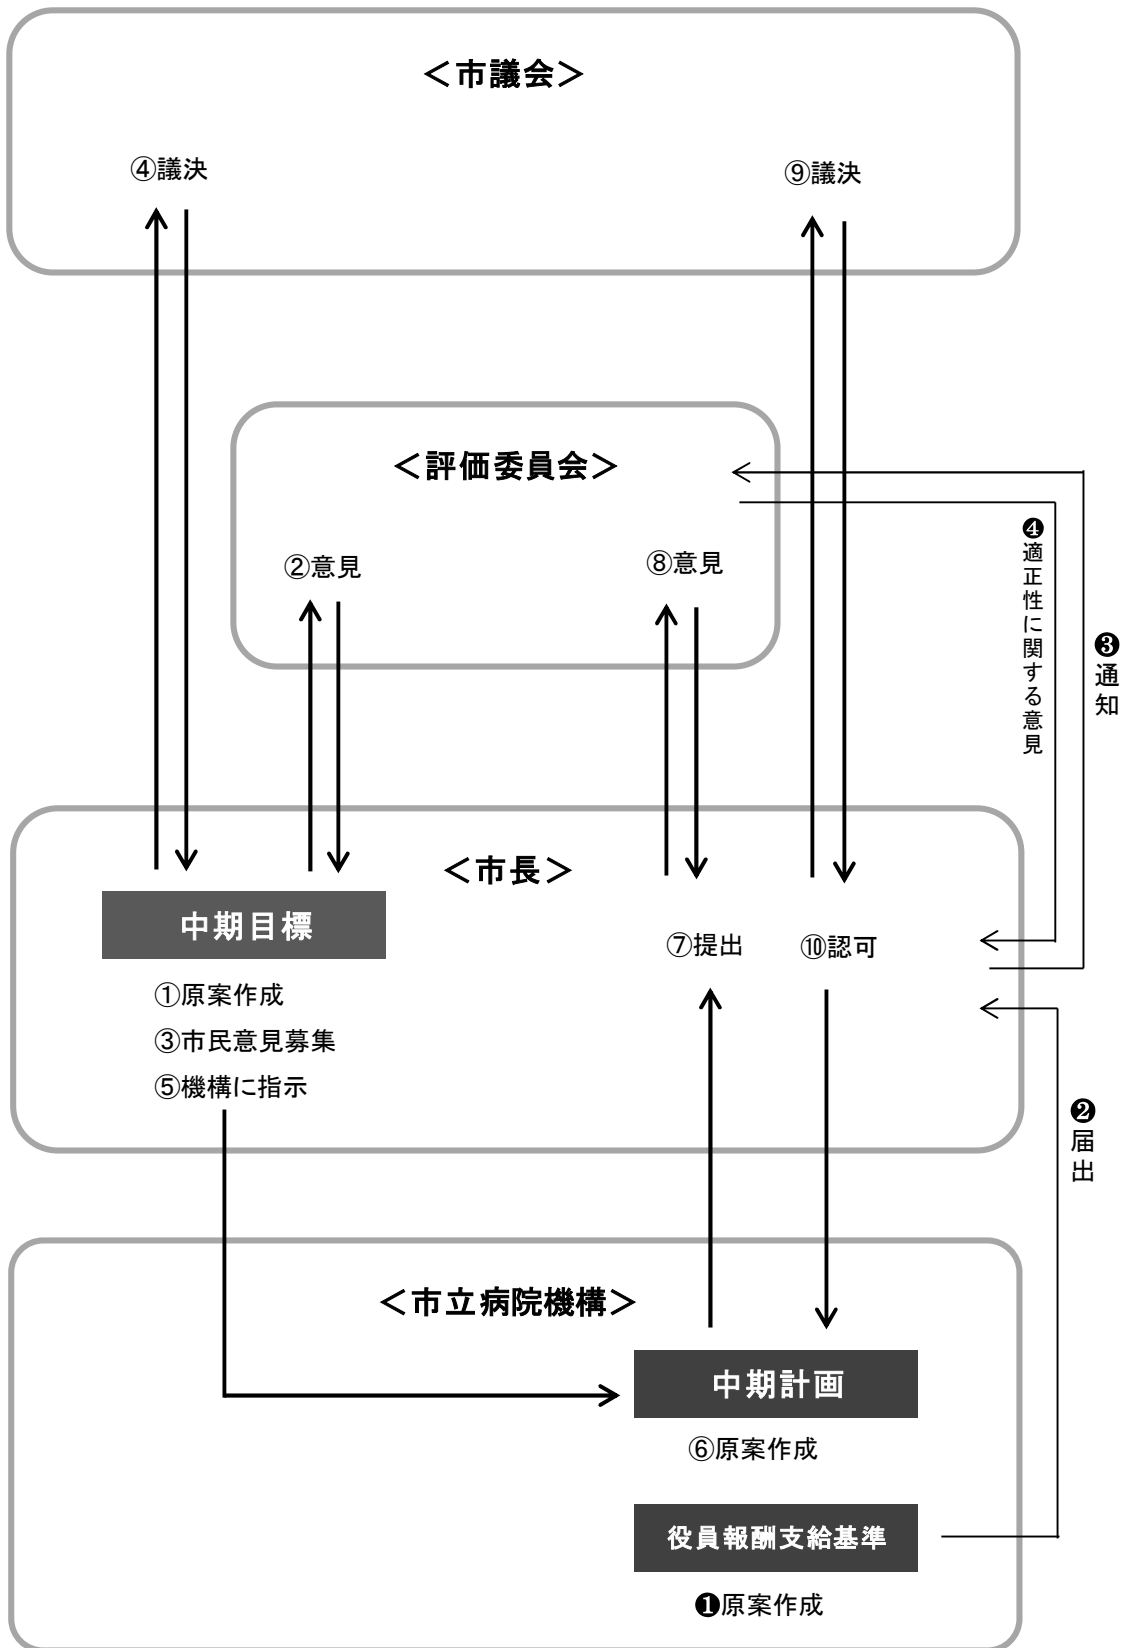 ＜市議会＞
④議決
⑨議決
＜評価委員会＞
②意見
⑧意見
❹適正性に関する意見
❸通知
＜市長＞
中期目標
⑦提出
⑩認可
①原案作成
③市民意見募集
⑤機構に指示
❷届出
＜市立病院機構＞
中期計画
⑥原案作成
役員報酬支給基準
❶原案作成